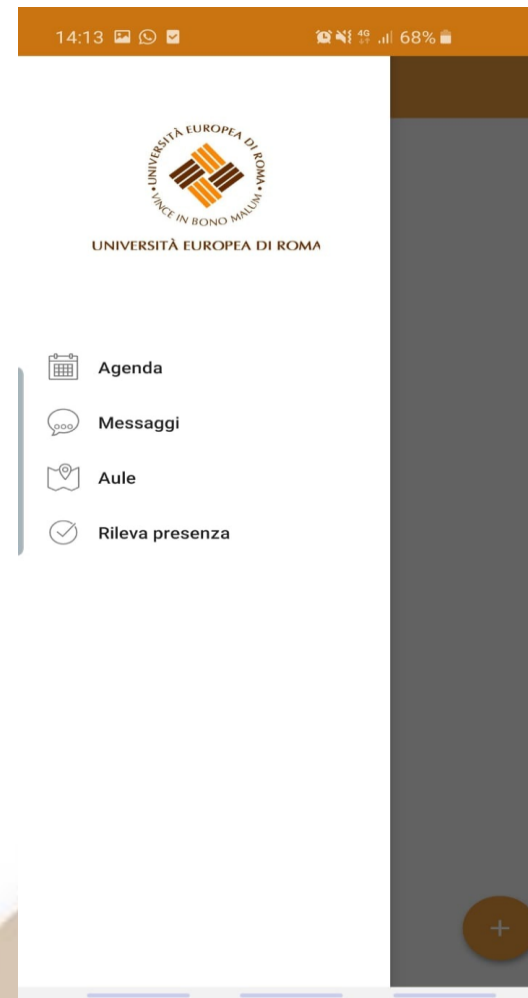 14:13 4G 68%
UNIVERSITÀ EUROPEA DI ROMA • VINCE IN BONO MALUM •
UNIVERSITÀ EUROPEA DI ROMA
Agenda
Messaggi
Aule
Rileva presenza
+